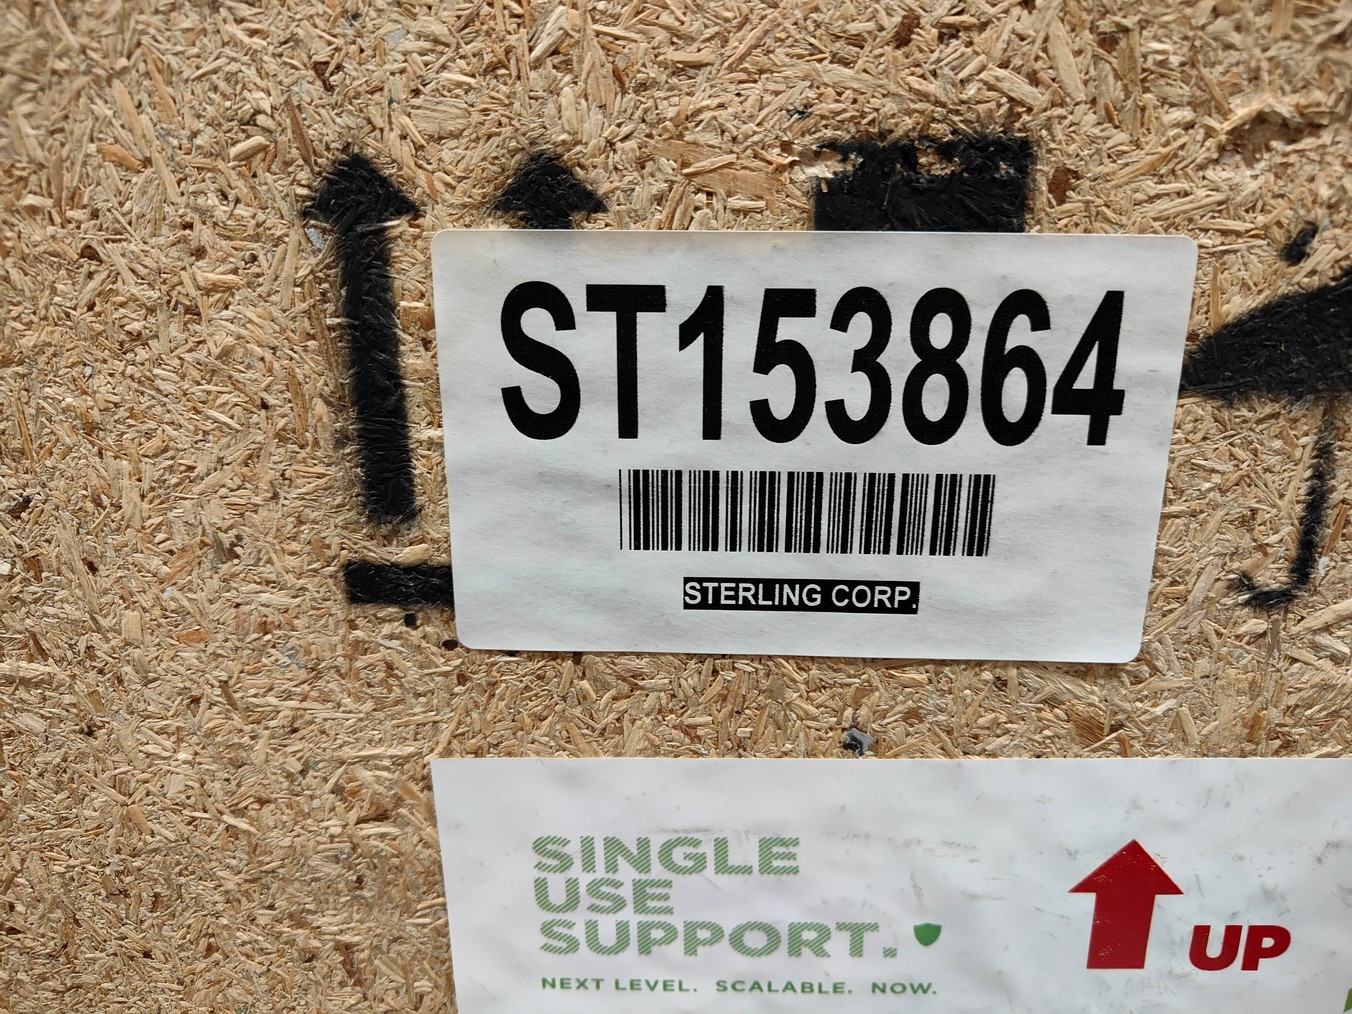 ST153864
STERLING CORP.
SINGLE
USE
SUPPORT.
NEXT LEVEL. SCALABLE. NOW.
UP